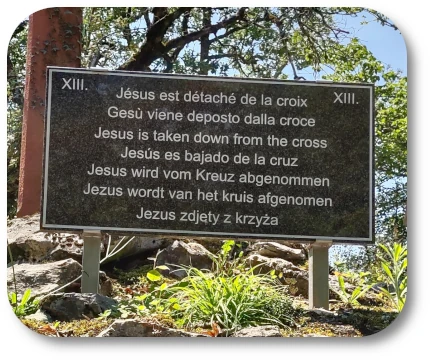 XIII. Jésus est détaché de la croix XIII.
Gesù viene deposto dalla croce
Jesus is taken down from the cross
Jesús es bajado de la cruz
Jesus wird vom Kreuz abgenommen
Jezus wordt van het kruis afgenomen
Jezus zdjęty z krzyża